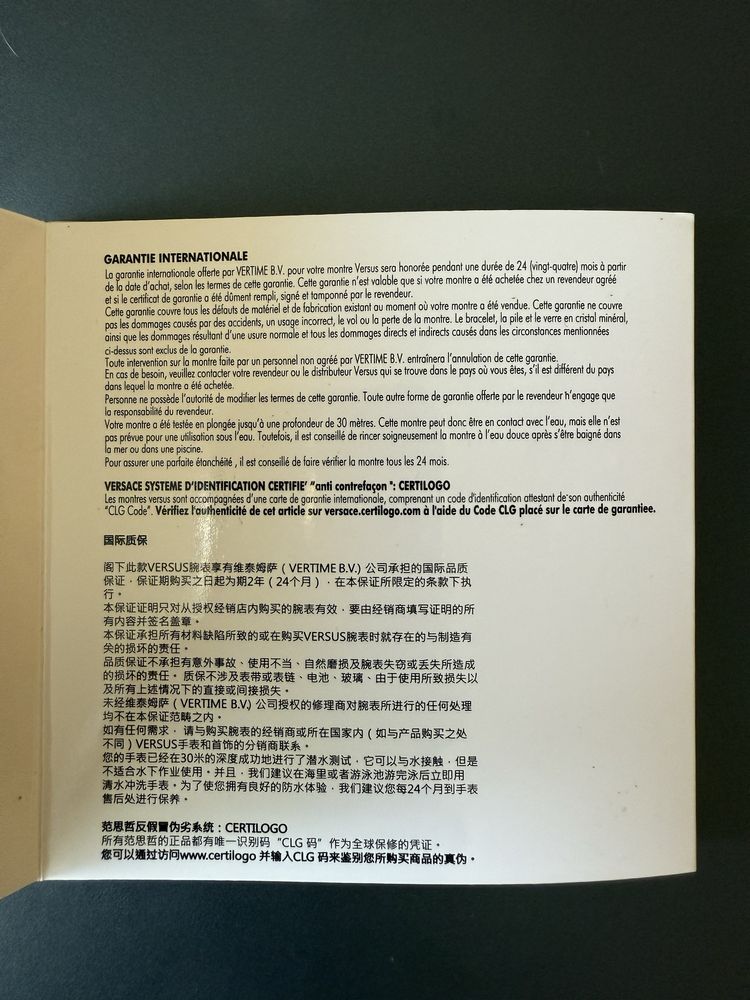 GARANTIE INTERNATIONALE
La garantie internationale offerte par VERTIME B.V. pour votre montre Versus sera honorée pendant une durée de 24 (vingt-quatre) mois à partir
de la date d'achat, selon les termes de cette garantie. Cette garantie n'est valable que si votre montre a été achetée chez un revendeur agréé
et si le certificat de garantie a été dûment rempli, signé et tamponné par le revendeur.
Cette garantie couvre tous les défauts de matériel et de fabrication existant au moment où votre montre a été vendue. Cette garantie ne couvre
pas les dommages causés par des accidents, un usage incorrect, le vol ou la perte de la montre. Le bracelet, la pile et le verre en cristal minéral,
ainsi que les dommages résultant d'une usure normale et tous les dommages directs et indirects causés dans les circonstances mentionnées
ci-dessus sont exclus de la garantie.
Toute intervention sur la montre faite par un personnel non agréé par VERTIME B.V. entraînera l'annulation de cette garantie.
En cas de besoin, veuillez contacter votre revendeur ou le distributeur Versus qui se trouve dans le pays où vous êtes, s'il est différent du pays
dans lequel la montre a été achetée.
Personne ne possède l'autorité de modifier les termes de cette garantie. Toute autre forme de garantie offerte par le revendeur n'engage que
la responsabilité du revendeur.
Votre montre a été testée en plongée jusqu'à une profondeur de 30 mètres. Cette montre peut donc être en contact avec l'eau, mais elle n'est
pas prévue pour une utilisation sous l'eau. Toutefois, il est conseillé de rincer soigneusement la montre à l'eau douce après s'être baigné dans
la mer ou dans une piscine.
Pour assurer une parfaite étanchéité , il est conseillé de faire vérifier la montre tous les 24 mois.
VERSACE SYSTEME D'IDENTIFICATION CERTIFIE' "anti contrefaçon ": CERTILOGO
Les montres versus sont accompagnées d'une carte de garantie internationale, comprenant un code d'identification attestant de son authenticité
"CLG Code". Vérifiez l'authenticité de cet article sur versace.certilogo.com à l'aide du Code CLG placé sur le carte de garantiee.
国际质保
阁下此款VERSUS腕表享有维泰姆萨（VERTIME B.V.）公司承担的国际品质
保证，保证期购买之日起为期2年（24个月），在本保证所限定的条款下执
行。
本保证证明只对从授权经销店内购买的腕表有效，要由经销商填写证明的所
有内容并签名盖章。
本保证承担所有材料缺陷所致的或在购买VERSUS腕表时就存在的与制造有
关的损坏的责任。
品质保证不承担有意外事故、使用不当、自然磨损及腕表失窃或丢失所造成
的损坏的责任。质保不涉及表带或表链、电池、玻璃、由于使用所致损失以
及所有上述情况下的直接或间接损失。
未经维泰姆萨（VERTIME B.V.）公司授权的修理商对腕表所进行的任何处理
均不在本保证范畴之内。
如有任何需求，请与购买腕表的经销商或所在国家内（如与产品购买之处
不同）VERSUS手表和首饰的分销商联系。
您的手表已经在30米的深度成功地进行了潜水测试，它可以与水接触，但是
不适合水下作业使用。并且，我们建议在海里或者游泳池游完泳后立即用
清水冲洗手表。为了使您拥有良好的防水体验，我们建议您每24个月到手表
售后处进行保养。
范思哲反假冒伪劣系统：CERTILOGO
所有范思哲的正品都有唯一识别码 "CLG 码" 作为全球保修的凭证。
您可以通过访问www.certilogo 并输入CLG 码来鉴别您所购买商品的真伪。